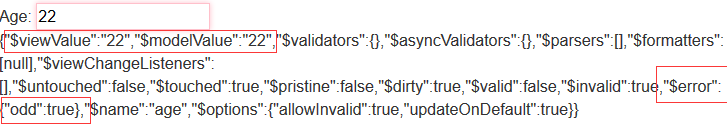 Age: 22
{"$viewValue":"22","$modelValue":"22","$validators":{},"$asyncValidators":{},"$parsers":[],"$formatters":
[null],"$viewChangeListeners":
[],"$untouched":false,"$touched":true,"$pristine":false,"$dirty":true,"$valid":false,"$invalid":true,"$error":
{"odd":true},"$name":"age","$options":{"allowInvalid":true,"updateOnDefault":true}}